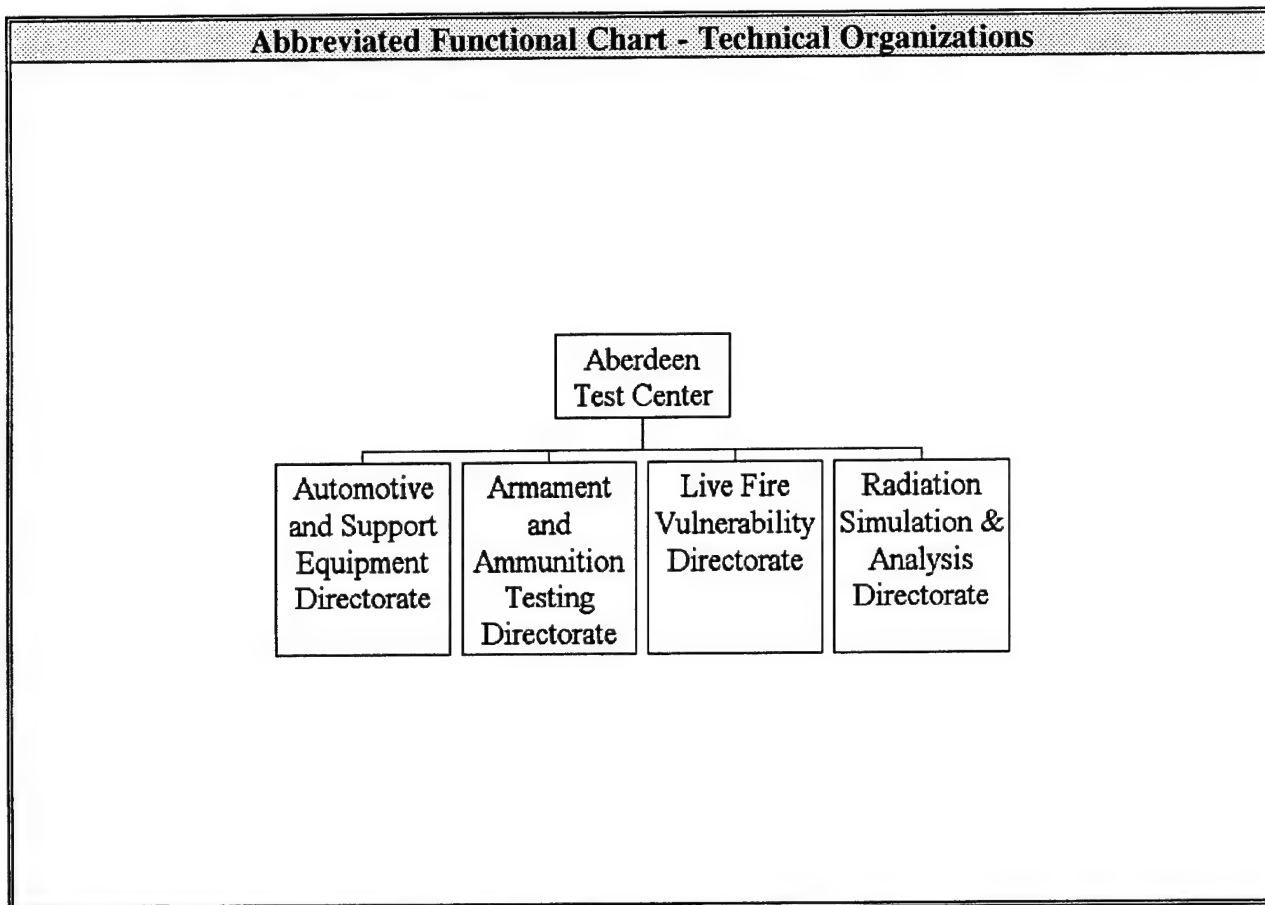 Abbreviated Functional Chart - Technical Organizations
Aberdeen
Test Center
Automotive
and Support
Equipment
Directorate
Armament
and
Ammunition
Testing
Directorate
Live Fire
Vulnerability
Directorate
Radiation
Simulation &
Analysis
Directorate